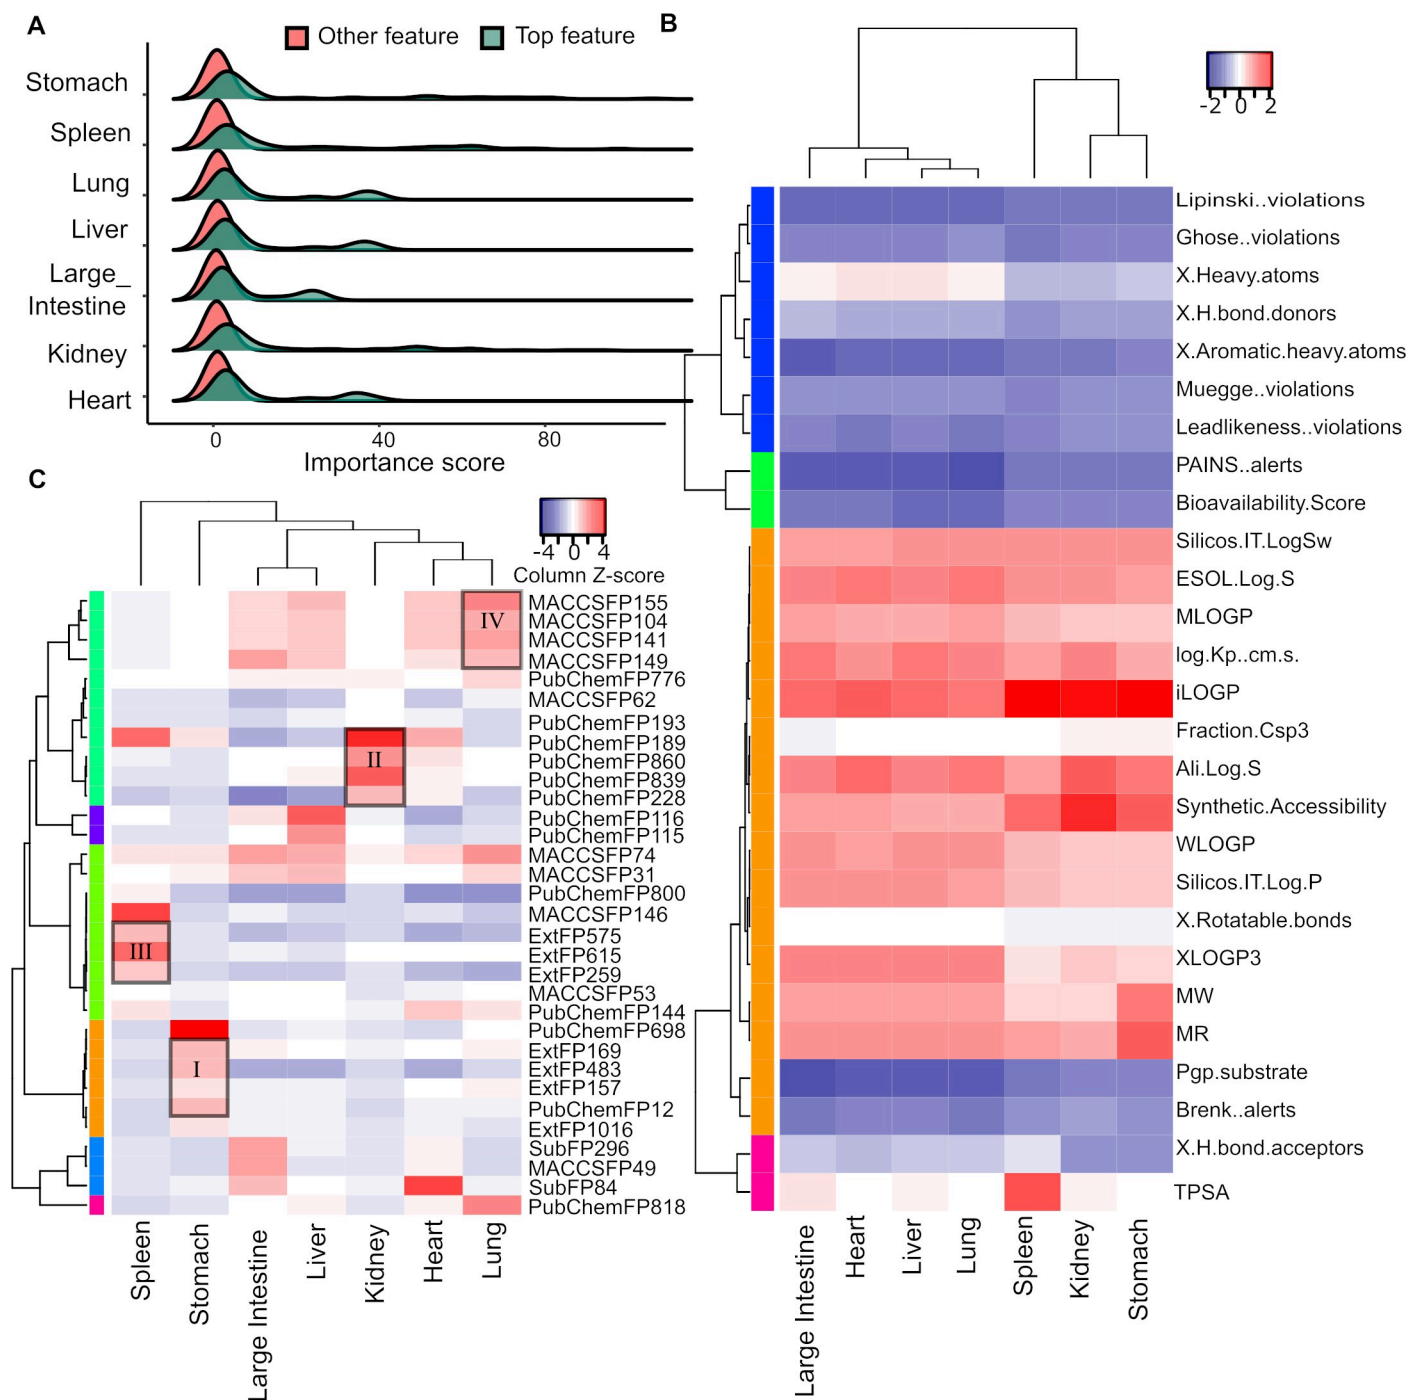 A
Other feature
Top feature
Stomach
Spleen
Lung
Liver
Large_
Intestine
Kidney
Heart
0
40
80
Importance score
B
-2 0 2
Lipinski..violations
Ghose..violations
X.Heavy.atoms
X.H.bond.donors
X.Aromatic.heavy.atoms
Muegge..violations
Leadlikeness..violations
PAINS..alerts
Bioavailability.Score
Silicos.IT.LogSw
ESOL.Log.S
MLOGP
log.Kp..cm.s.
iLOGP
Fraction.Csp3
Ali.Log.S
Synthetic.Accessibility
WLOGP
Silicos.IT.Log.P
X.Rotatable.bonds
XLOGP3
MW
MR
Pgp.substrate
Brenk..alerts
X.H.bond.acceptors
TPSA
Large Intestine
Heart
Liver
Lung
Spleen
Kidney
Stomach
C
-4 0 4
Column Z-score
MACCSFP155
MACCSFP104
MACCSFP141
MACCSFP149
PubChemFP776
MACCSFP62
PubChemFP193
PubChemFP189
PubChemFP860
PubChemFP839
PubChemFP228
PubChemFP116
PubChemFP115
MACCSFP74
MACCSFP31
PubChemFP800
MACCSFP146
ExtFP575
ExtFP615
ExtFP259
MACCSFP53
PubChemFP144
PubChemFP698
ExtFP169
ExtFP483
ExtFP157
PubChemFP12
ExtFP1016
SubFP296
MACCSFP49
SubFP84
PubChemFP818
IV
II
III
I
Spleen
Stomach
Large Intestine
Liver
Kidney
Heart
Lung